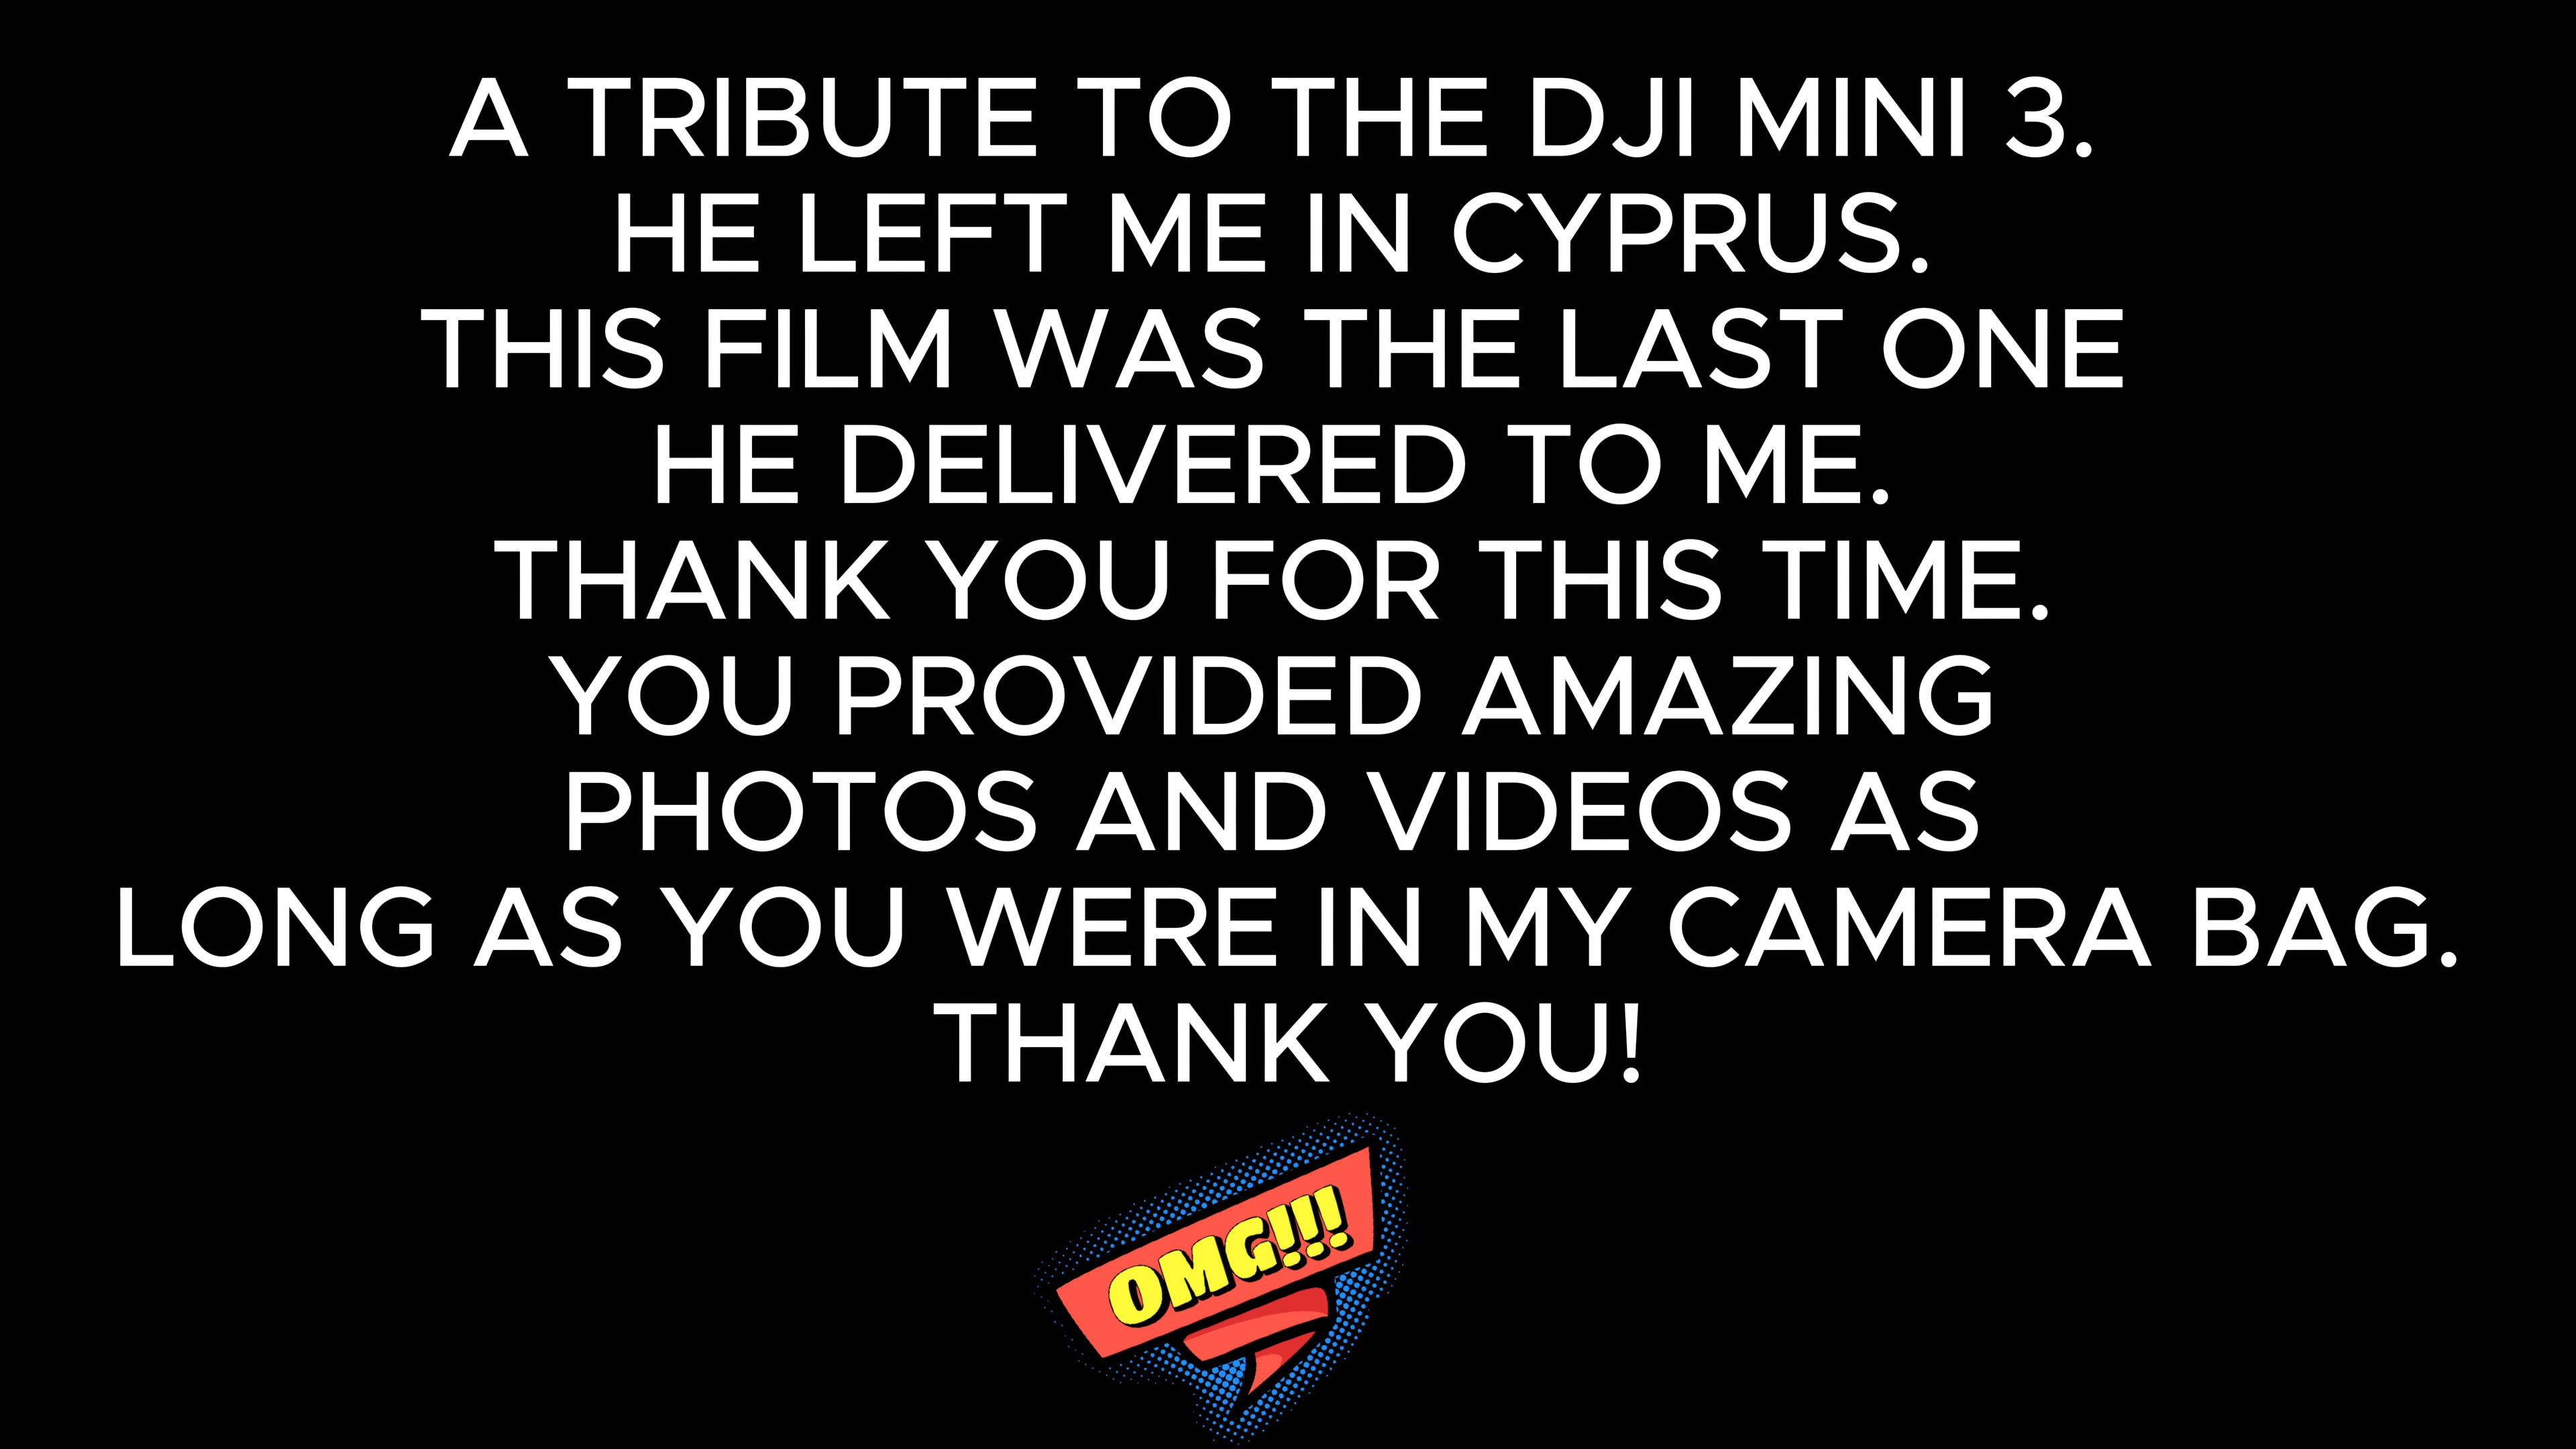 A TRIBUTE TO THE DJI MINI 3.
HE LEFT ME IN CYPRUS.
THIS FILM WAS THE LAST ONE
HE DELIVERED TO ME.
THANK YOU FOR THIS TIME.
YOU PROVIDED AMAZING
PHOTOS AND VIDEOS AS
LONG AS YOU WERE IN MY CAMERA BAG.
THANK YOU!
OMG!!!